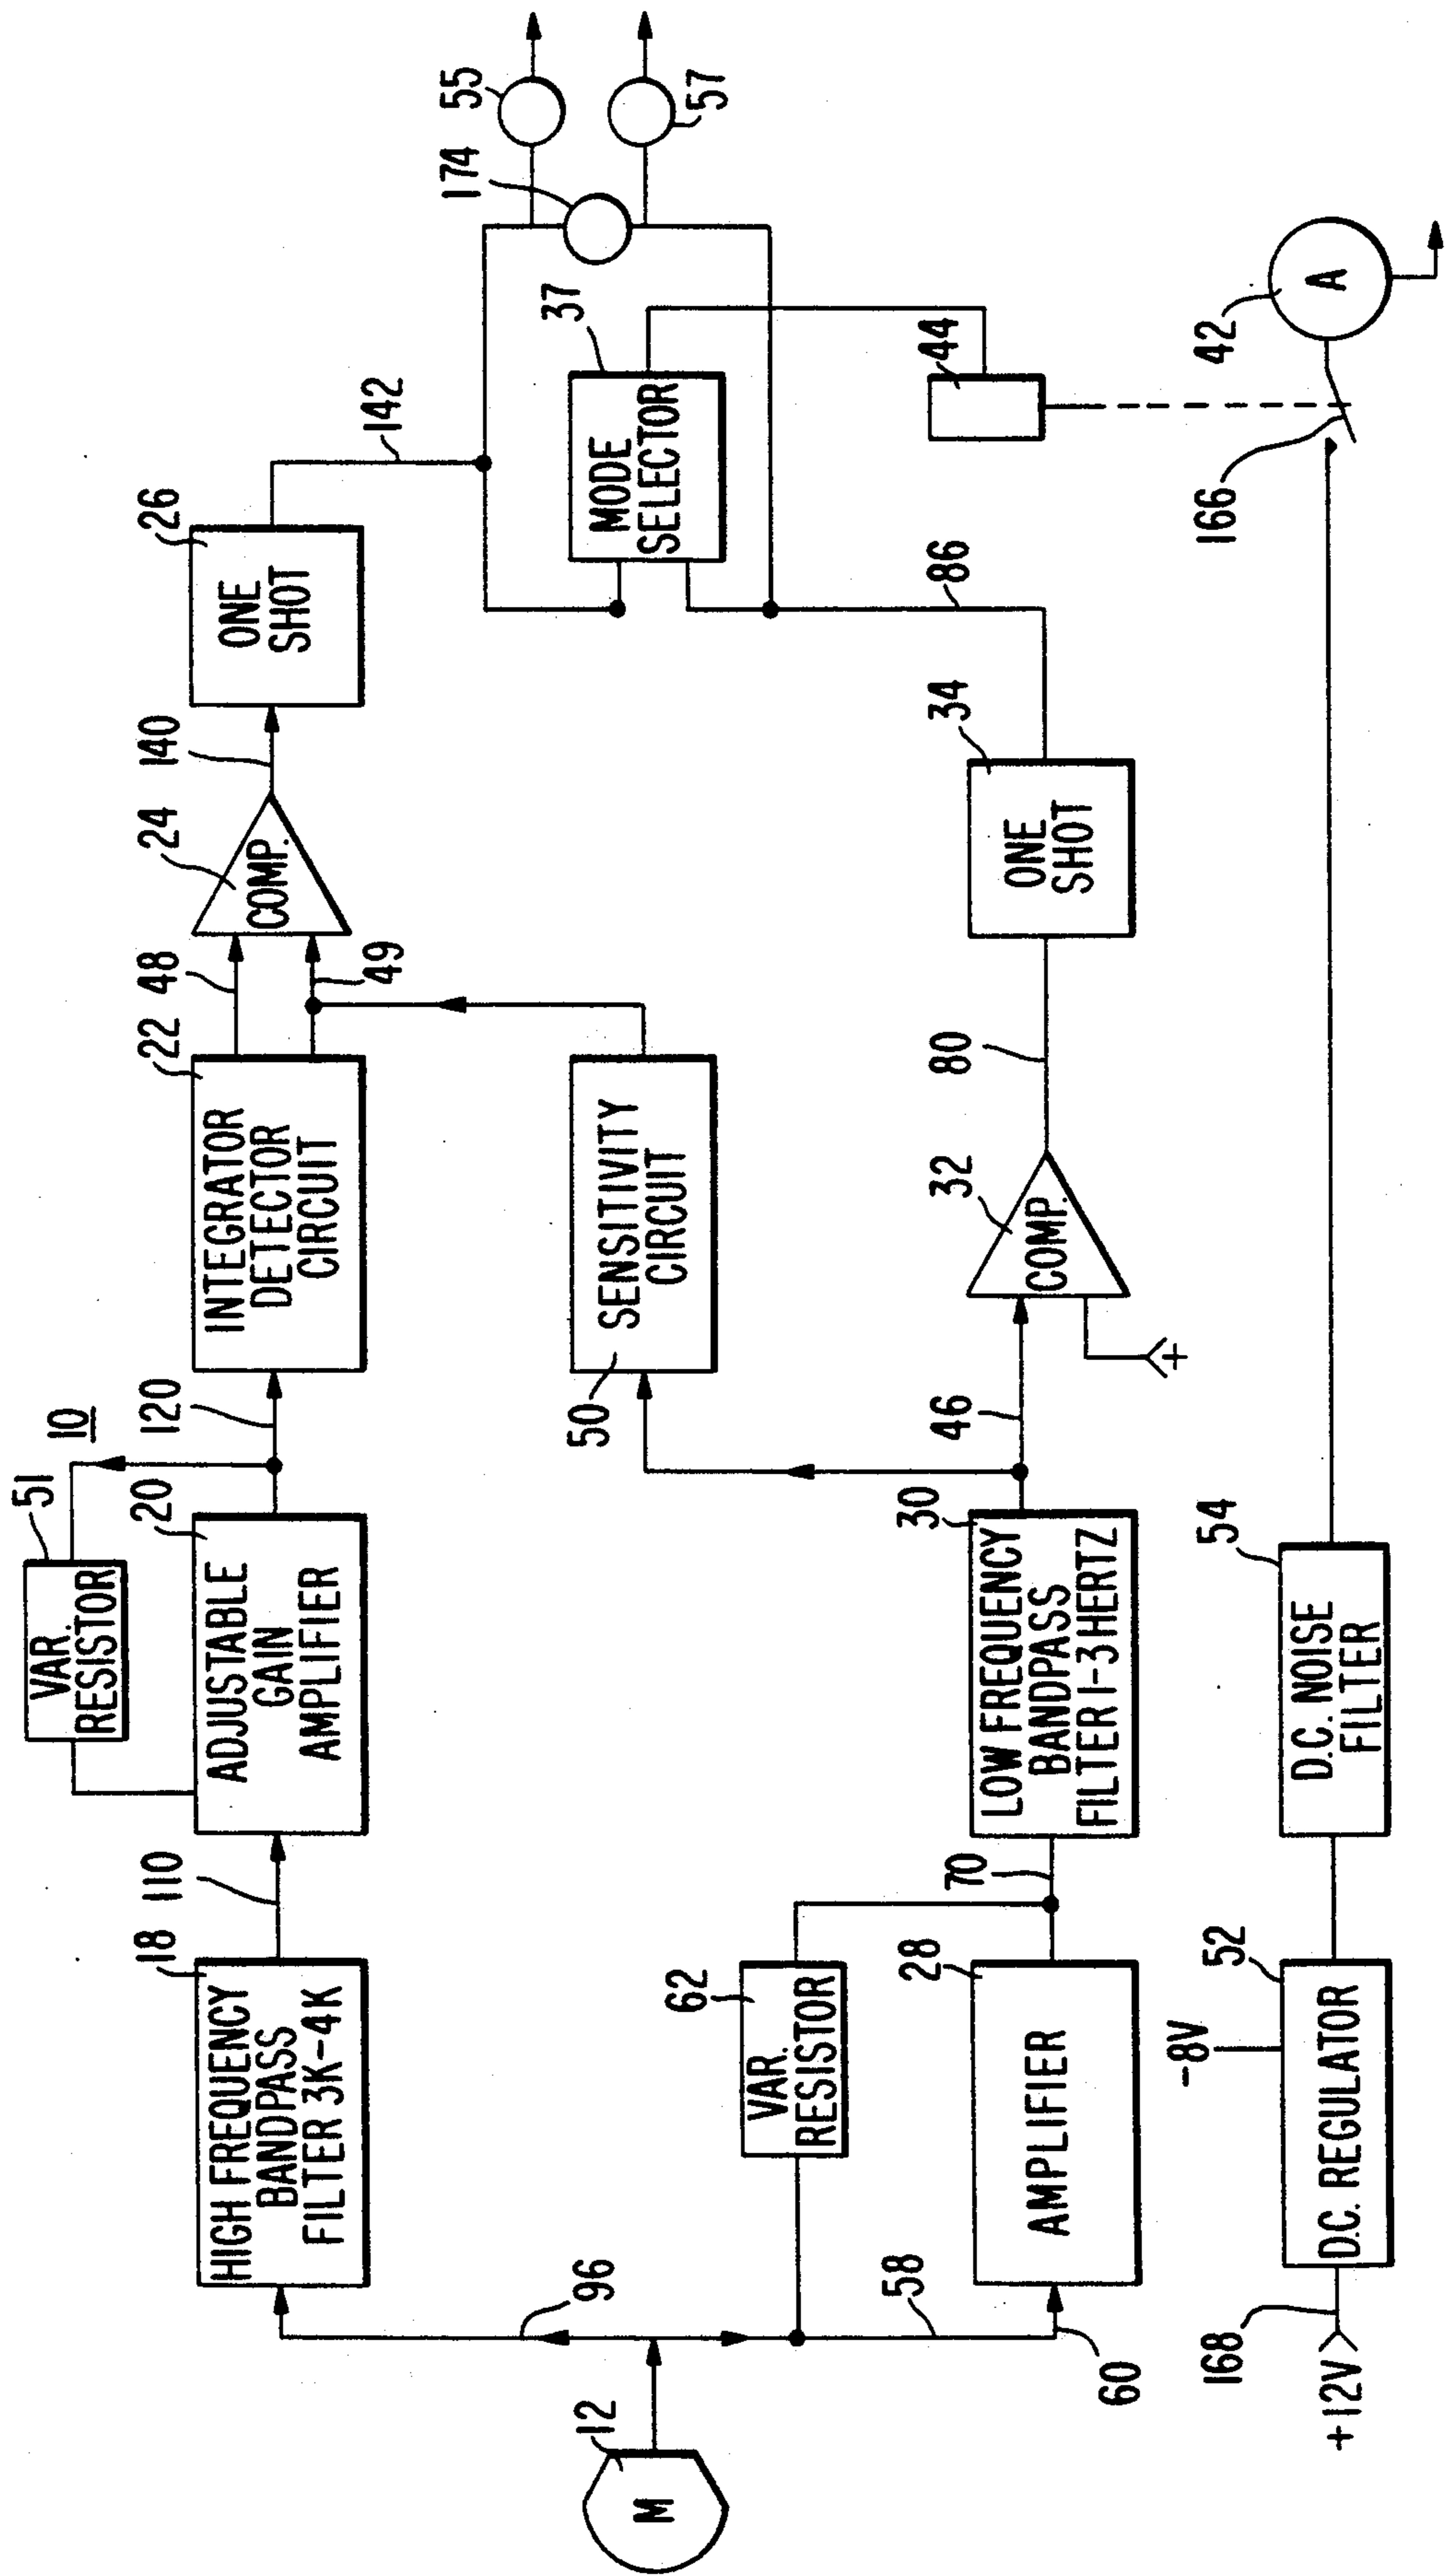 10
51
VAR.
RESISTOR
18
HIGH FREQUENCY
BANDPASS
FILTER 3K-4K
110
20
ADJUSTABLE
GAIN
AMPLIFIER
120
22
INTEGRATOR
DETECTOR
CIRCUIT
48
49
24
COMP.
140
26
ONE
SHOT
142
174
55
57
37
MODE
SELECTOR
50
SENSITIVITY
CIRCUIT
96
12
M
62
VAR.
RESISTOR
58
60
28
AMPLIFIER
70
30
LOW FREQUENCY
BANDPASS
FILTER 1-3 HERTZ
46
32
COMP.
+
80
34
ONE
SHOT
86
44
168
+12V
-8V
52
D.C. REGULATOR
54
D.C. NOISE
FILTER
166
42
A